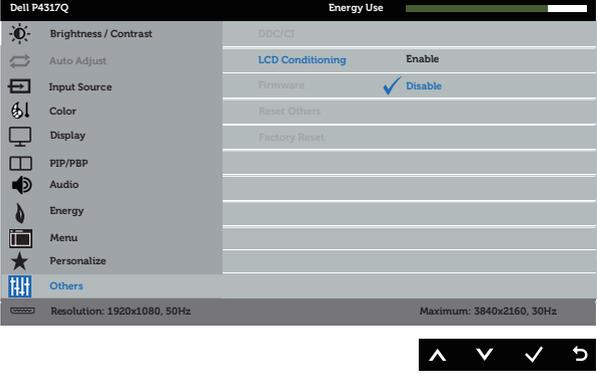 Dell P4317Q Energy Use
Brightness / Contrast DDC/CI
Auto Adjust LCD Conditioning Enable
Input Source Firmware Disable
Color Reset Others
Display Factory Reset
PIP/PBP
Audio
Energy
Menu
Personalize
Others
Resolution: 1920x1080, 50Hz Maximum: 3840x2160, 30Hz